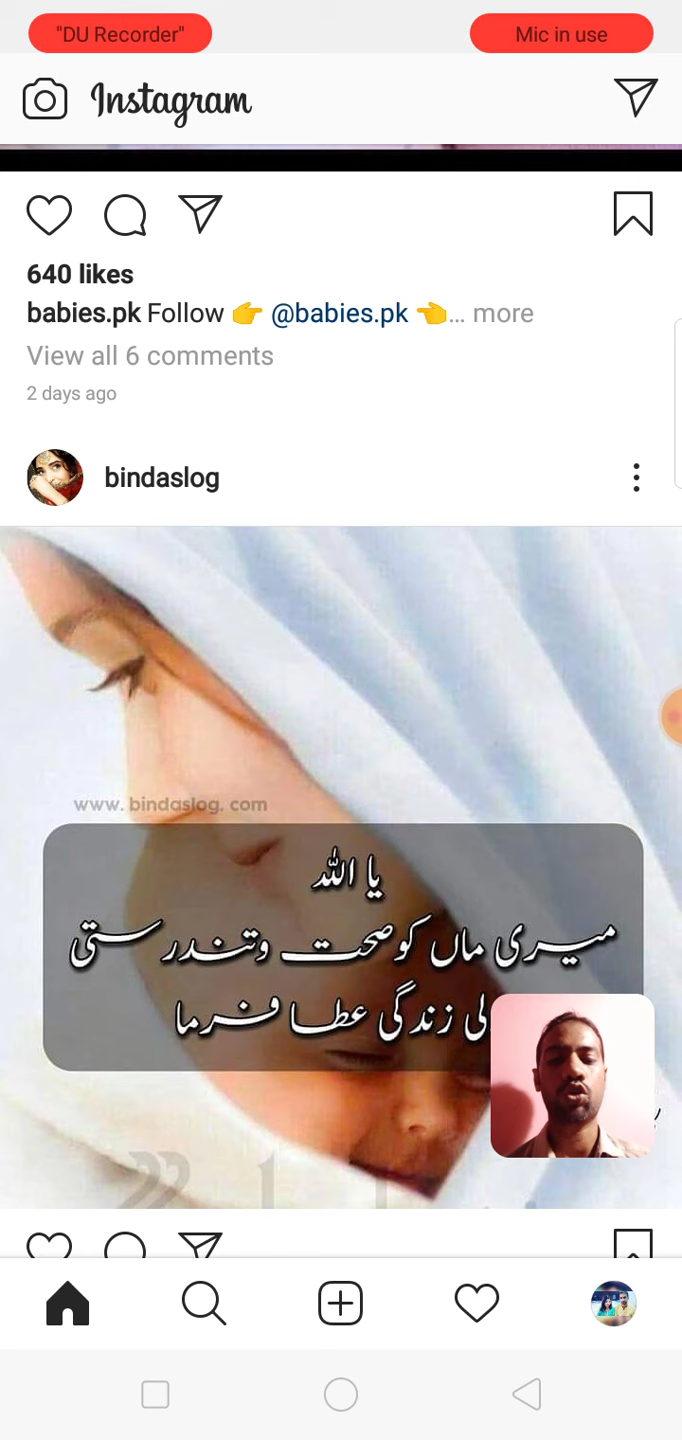 "DU Recorder" Mic in use
Instagram
640 likes
babies.pk Follow 👉 @babies.pk 👈... more
View all 6 comments
2 days ago
bindaslog
www.bindaslog.com
یا اللہ
میری ماں کو صحت و تندرستی
لی زندگی عطا فرما